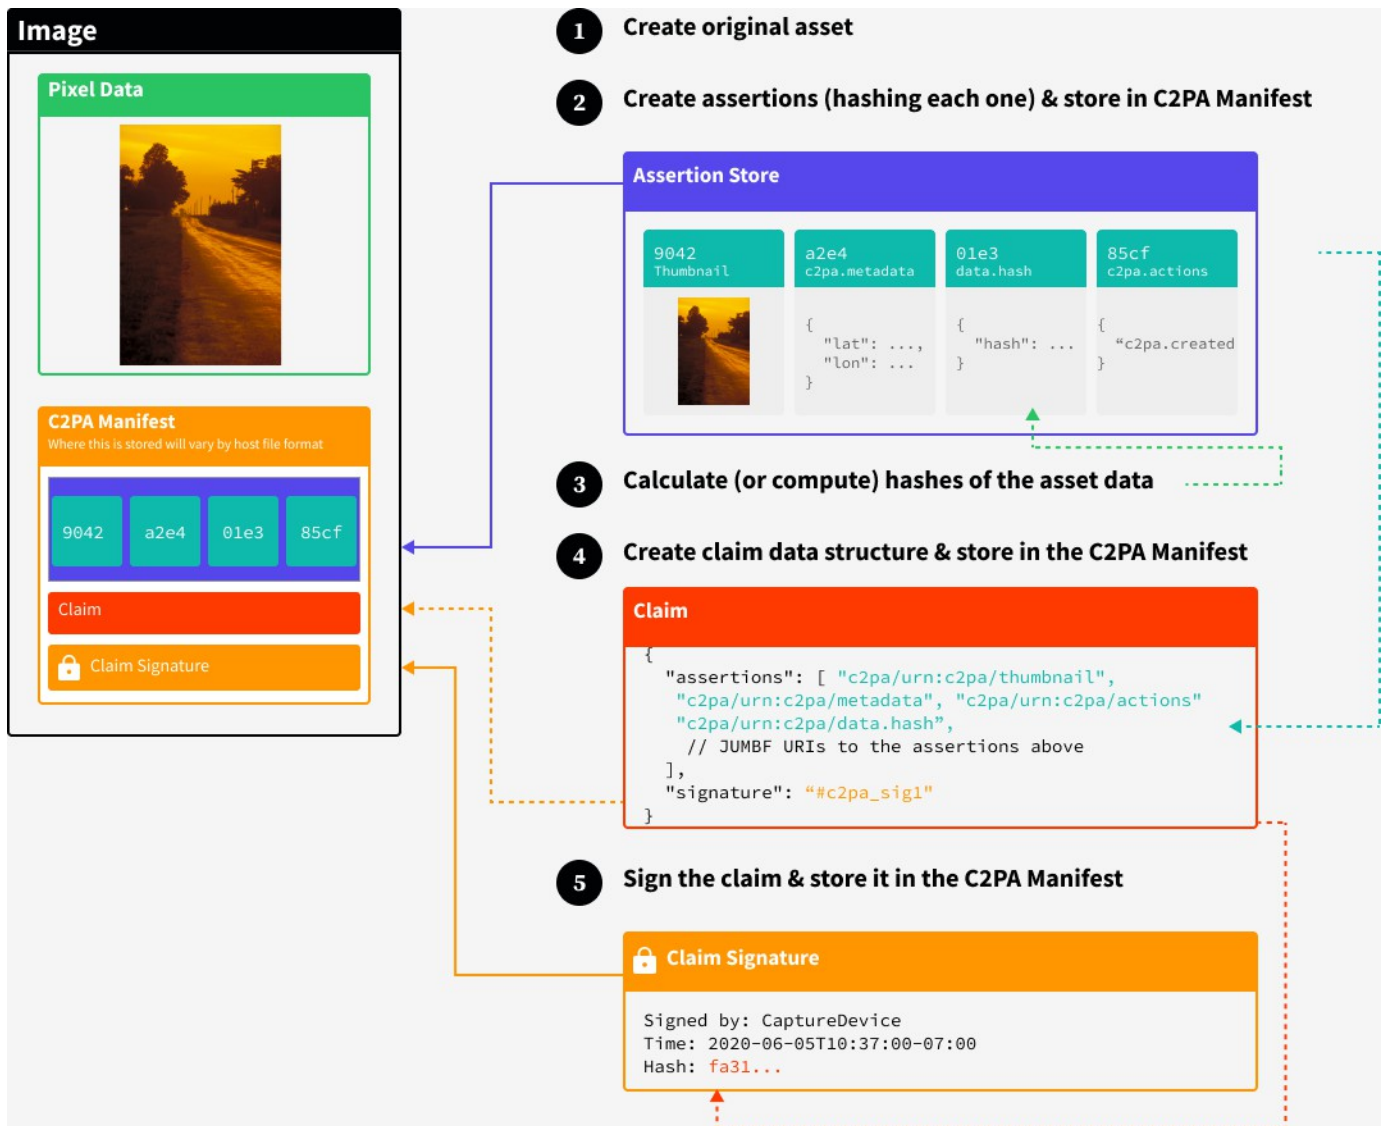 Image
Pixel Data
C2PA Manifest
Where this is stored will vary by host file format
9042 a2e4 01e3 85cf
Claim
Claim Signature
1 Create original asset
2 Create assertions (hashing each one) & store in C2PA Manifest
Assertion Store
9042
Thumbnail
a2e4
c2pa.metadata
{
"lat": ...,
"lon": ...
}
01e3
data.hash
{
"hash": ...
}
85cf
c2pa.actions
{
“c2pa.created
}
3 Calculate (or compute) hashes of the asset data
4 Create claim data structure & store in the C2PA Manifest
Claim
{
"assertions": [ "c2pa/urn:c2pa/thumbnail",
"c2pa/urn:c2pa/metadata", "c2pa/urn:c2pa/actions"
"c2pa/urn:c2pa/data.hash”,
// JUMBF URIs to the assertions above
],
"signature": “#c2pa_sig1"
}
5 Sign the claim & store it in the C2PA Manifest
Claim Signature
Signed by: CaptureDevice
Time: 2020-06-05T10:37:00-07:00
Hash: fa31...